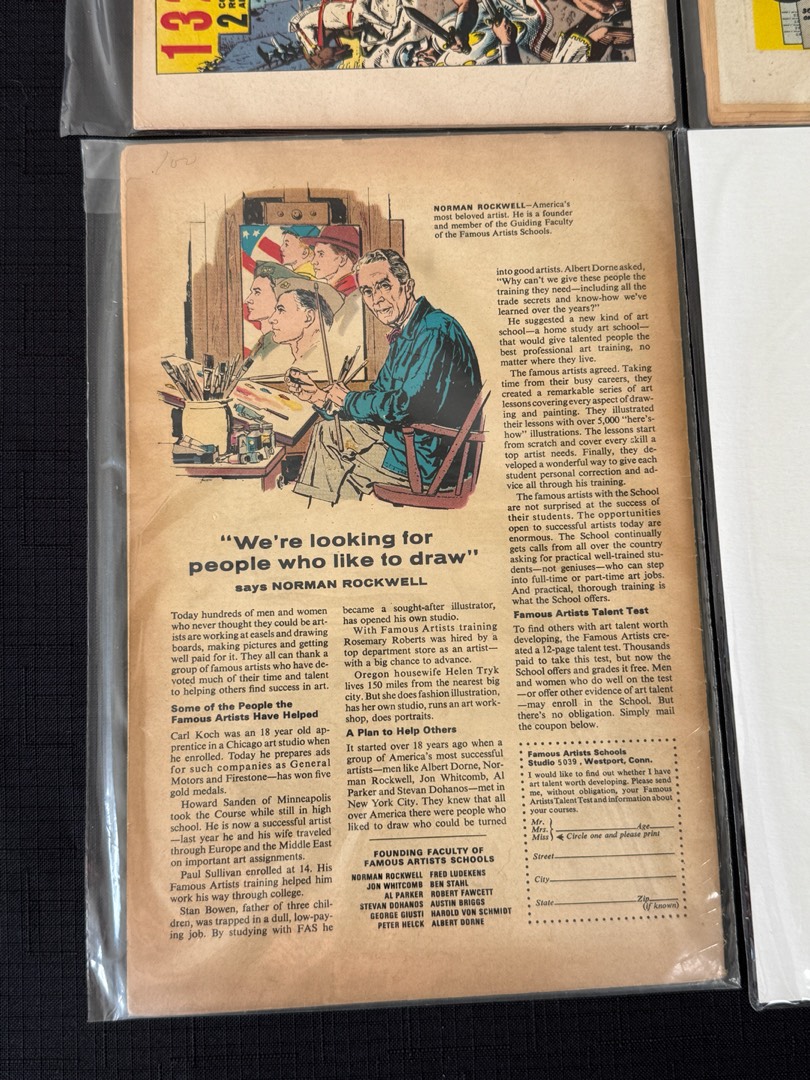 132
2
NORMAN ROCKWELL—America's
most beloved artist. He is a founder
and member of the Guiding Faculty
of the Famous Artists Schools.
"We're looking for
people who like to draw"
says NORMAN ROCKWELL
Today hundreds of men and women
who never thought they could be art-
ists are working at easels and drawing
boards, making pictures and getting
well paid for it. They all can thank a
group of famous artists who have de-
voted much of their time and talent
to helping others find success in art.
Some of the People the
Famous Artists Have Helped
Carl Koch was an 18 year old ap-
prentice in a Chicago art studio when
he enrolled. Today he prepares ads
for such companies as General
Motors and Firestone—has won five
gold medals.
Howard Sanden of Minneapolis
took the Course while still in high
school. He is now a successful artist
—last year he and his wife traveled
through Europe and the Middle East
on important art assignments.
Paul Sullivan enrolled at 14. His
Famous Artists training helped him
work his way through college.
Stan Bowen, father of three chil-
dren, was trapped in a dull, low-pay-
ing job. By studying with FAS he
became a sought-after illustrator,
has opened his own studio.
With Famous Artists training
Rosemary Roberts was hired by a
top department store as an artist—
with a big chance to advance.
Oregon housewife Helen Tryk
lives 150 miles from the nearest big
city. But she does fashion illustration,
has her own studio, runs an art work-
shop, does portraits.
A Plan to Help Others
It started over 18 years ago when a
group of America's most successful
artists—men like Albert Dorne, Nor-
man Rockwell, Jon Whitcomb, Al
Parker and Stevan Dohanos—met in
New York City. They knew that all
over America there were people who
liked to draw who could be turned
FOUNDING FACULTY OF
FAMOUS ARTISTS SCHOOLS
NORMAN ROCKWELL FRED LUDEKENS
JON WHITCOMB BEN STAHL
AL PARKER ROBERT FAWCETT
STEVAN DOHANOS AUSTIN BRIGGS
GEORGE GIUSTI HAROLD VON SCHMIDT
PETER HELCK ALBERT DORNE
into good artists. Albert Dorne asked,
"Why can't we give these people the
training they need—including all the
trade secrets and know-how we've
learned over the years?"
He suggested a new kind of art
school—a home study art school—
that would give talented people the
best professional art training, no
matter where they live.
The famous artists agreed. Taking
time from their busy careers, they
created a remarkable series of art
lessons covering every aspect of draw-
ing and painting. They illustrated
their lessons with over 5,000 "here's-
how" illustrations. The lessons start
from scratch and cover every skill a
top artist needs. Finally, they de-
veloped a wonderful way to give each
student personal correction and ad-
vice all through his training.
The famous artists with the School
are not surprised at the success of
their students. The opportunities
open to successful artists today are
enormous. The School continually
gets calls from all over the country
asking for practical well-trained stu-
dents—not geniuses—who can step
into full-time or part-time art jobs.
And practical, thorough training is
what the School offers.
Famous Artists Talent Test
To find others with art talent worth
developing, the Famous Artists cre-
ated a 12-page talent test. Thousands
paid to take this test, but now the
School offers and grades it free. Men
and women who do well on the test
—or offer other evidence of art talent
—may enroll in the School. But
there's no obligation. Simply mail
the coupon below.
Famous Artists Schools
Studio 5039, Westport, Conn.
I would like to find out whether I have
art talent worth developing. Please send
me, without obligation, your Famous
Artists Talent Test and information about
your courses.
Mr.
Mrs. Age
Miss Circle one and please print
Street
City
State Zip
(if known)